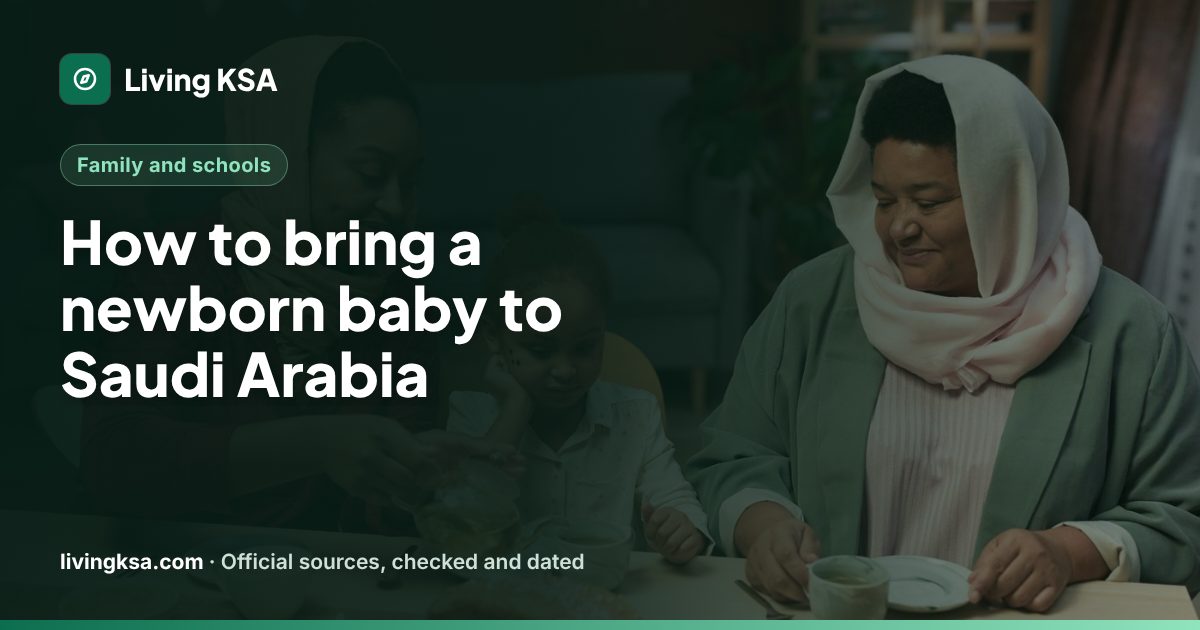 Living KSA
Family and schools
How to bring a
newborn baby to
Saudi Arabia
livingksa.com · Official sources, checked and dated